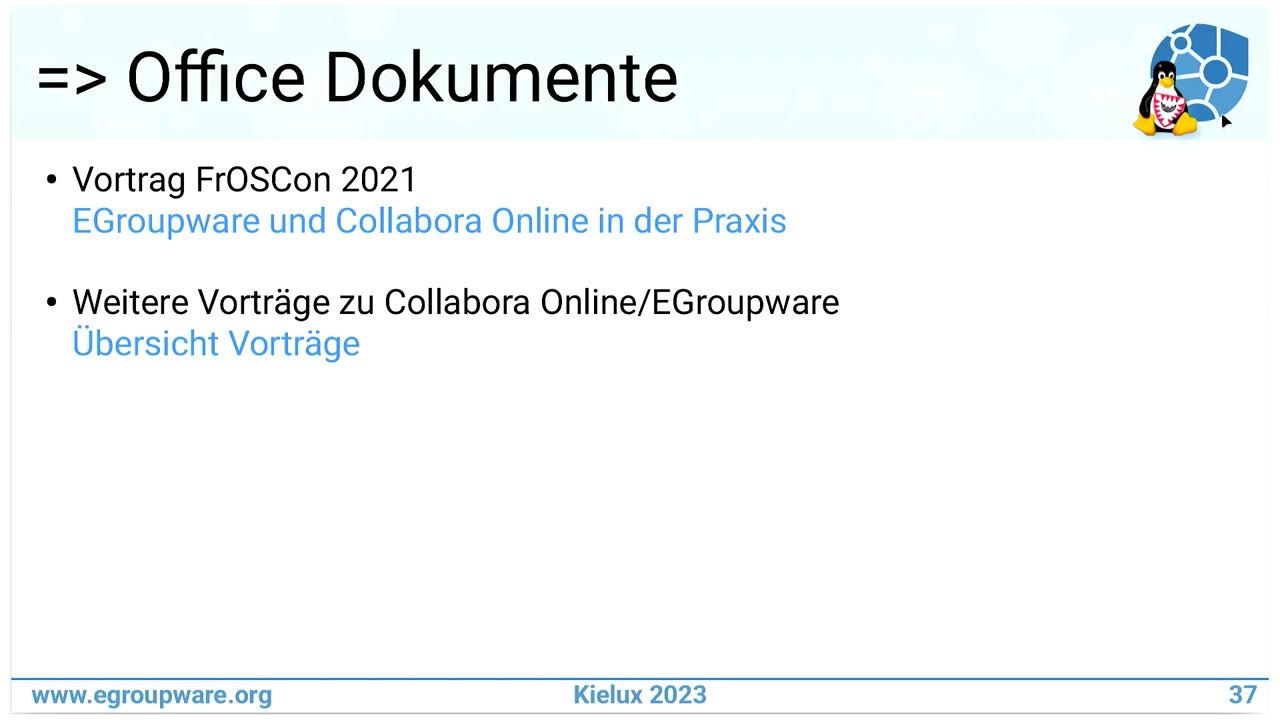 => Office Dokumente
• Vortrag FrOSCon 2021
EGroupware und Collabora Online in der Praxis
• Weitere Vorträge zu Collabora Online/EGroupware
Übersicht Vorträge
www.egroupware.org Kielux 2023 37